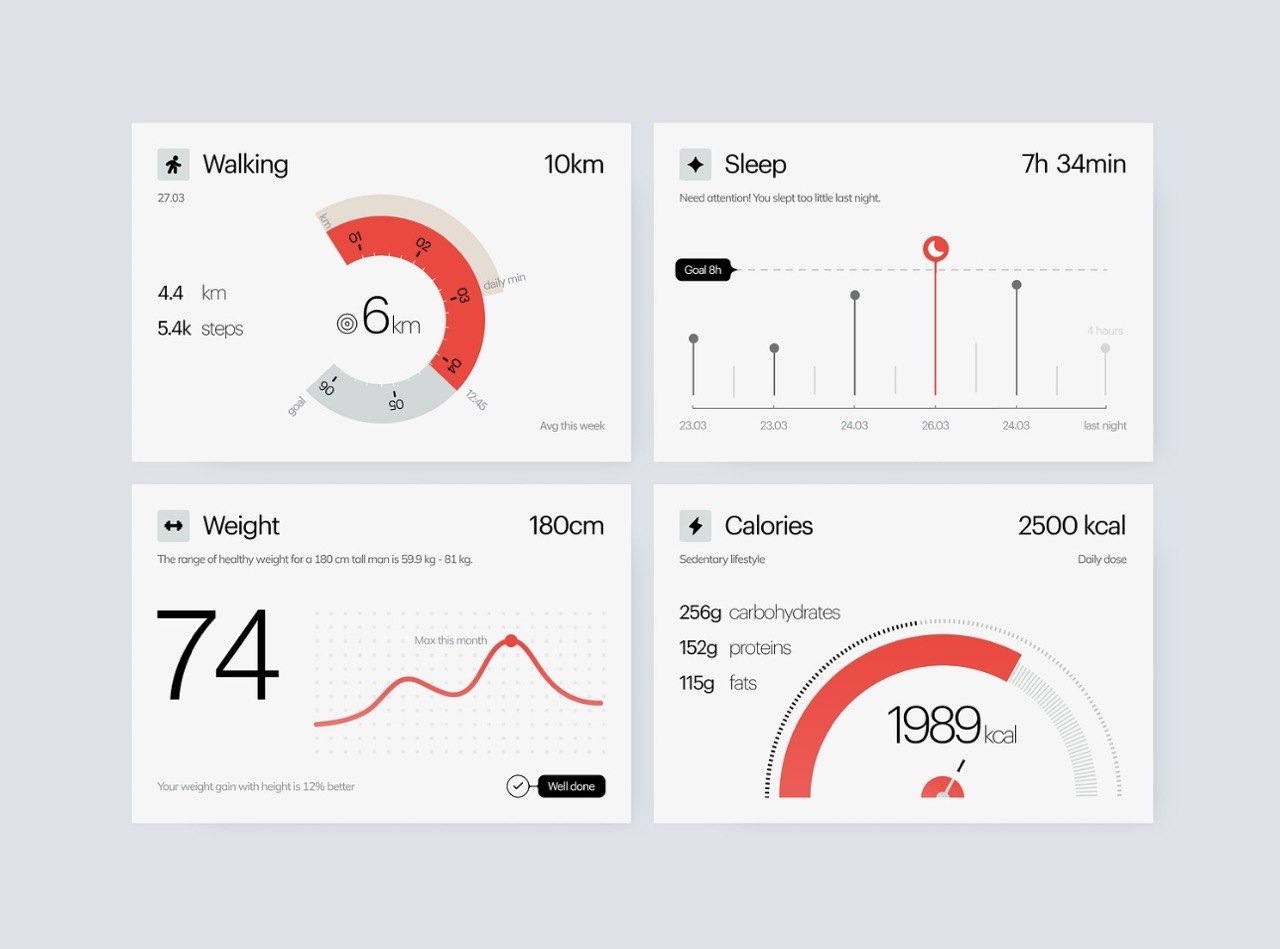 Walking
10km
27.03
km
01
02
03
04
05
06
daily min
4.4 km
5.4k steps
6km
goal
12:45
Avg this week
Sleep
7h 34min
Need attention! You slept too little last night.
Goal 8h
4 hours
23.03
23.03
24.03
26.03
24.03
last night
Weight
180cm
The range of healthy weight for a 180 cm tall man is 59.9 kg - 81 kg.
74
Max this month
Your weight gain with height is 12% better
Well done
Calories
2500 kcal
Sedentary lifestyle
Daily dose
256g carbohydrates
152g proteins
115g fats
1989kcal